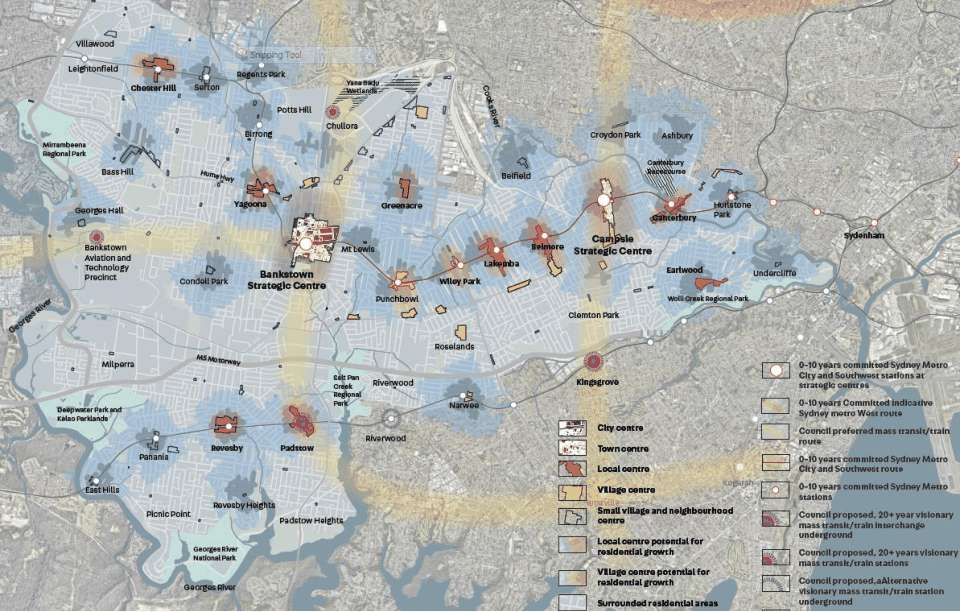 Villawood
Leightonfield
Chester Hill
Sefton
Snipping Tool
Regents Park
Potts Hill
Birrong
Yana Badu
Wetlands
Chullora
Cooks River
Croydon Park
Ashbury
Canterbury
Racecourse
Mirrambeena
Regional Park
Bass Hill
Hume Hwy
Yagoona
Greenacre
Belfield
Canterbury
Hurlstone
Park
Georges Hall
Bankstown
Aviation and
Technology
Precinct
Mt Lewis
Bankstown
Strategic Centre
Condell Park
Punchbowl
Wiley Park
Lakemba
Belmore
Campsie
Strategic Centre
Sydenham
Earlwood
Undercliffe
Wolli Creek Regional Park
Clemton Park
Georges River
Roselands
Milperra
M5 Motorway
Salt Pan
Creek
Regional
Park
Riverwood
Narwee
Kingsgrove
Deepwater Park and
Kelso Parklands
Panania
Revesby
Padstow
Riverwood
East Hills
Picnic Point
Revesby Heights
Padstow Heights
Georges River
National Park
Georges River
Kogarah
City centre
Town centre
Local centre
Village centre
Small village and neighbourhood
centre
Local centre potential for
residential growth
Village centre potential for
residential growth
Surrounded residential areas
0-10 years committed Sydney Metro
City and Southwest stations at
strategic centres
0-10 years Committed Indicative
Sydney metro West route
Council preferred mass transit/train
route
0-10 years committed Sydney Metro
City and Southwest route
0-10 years committed Sydney Metro
stations
Council proposed, 20+ year visionary
mass transit/train interchange
underground
Council proposed, 20+ years visionary
mass transit/train stations
Council proposed,aAlternative
visionary mass transit/train station
underground